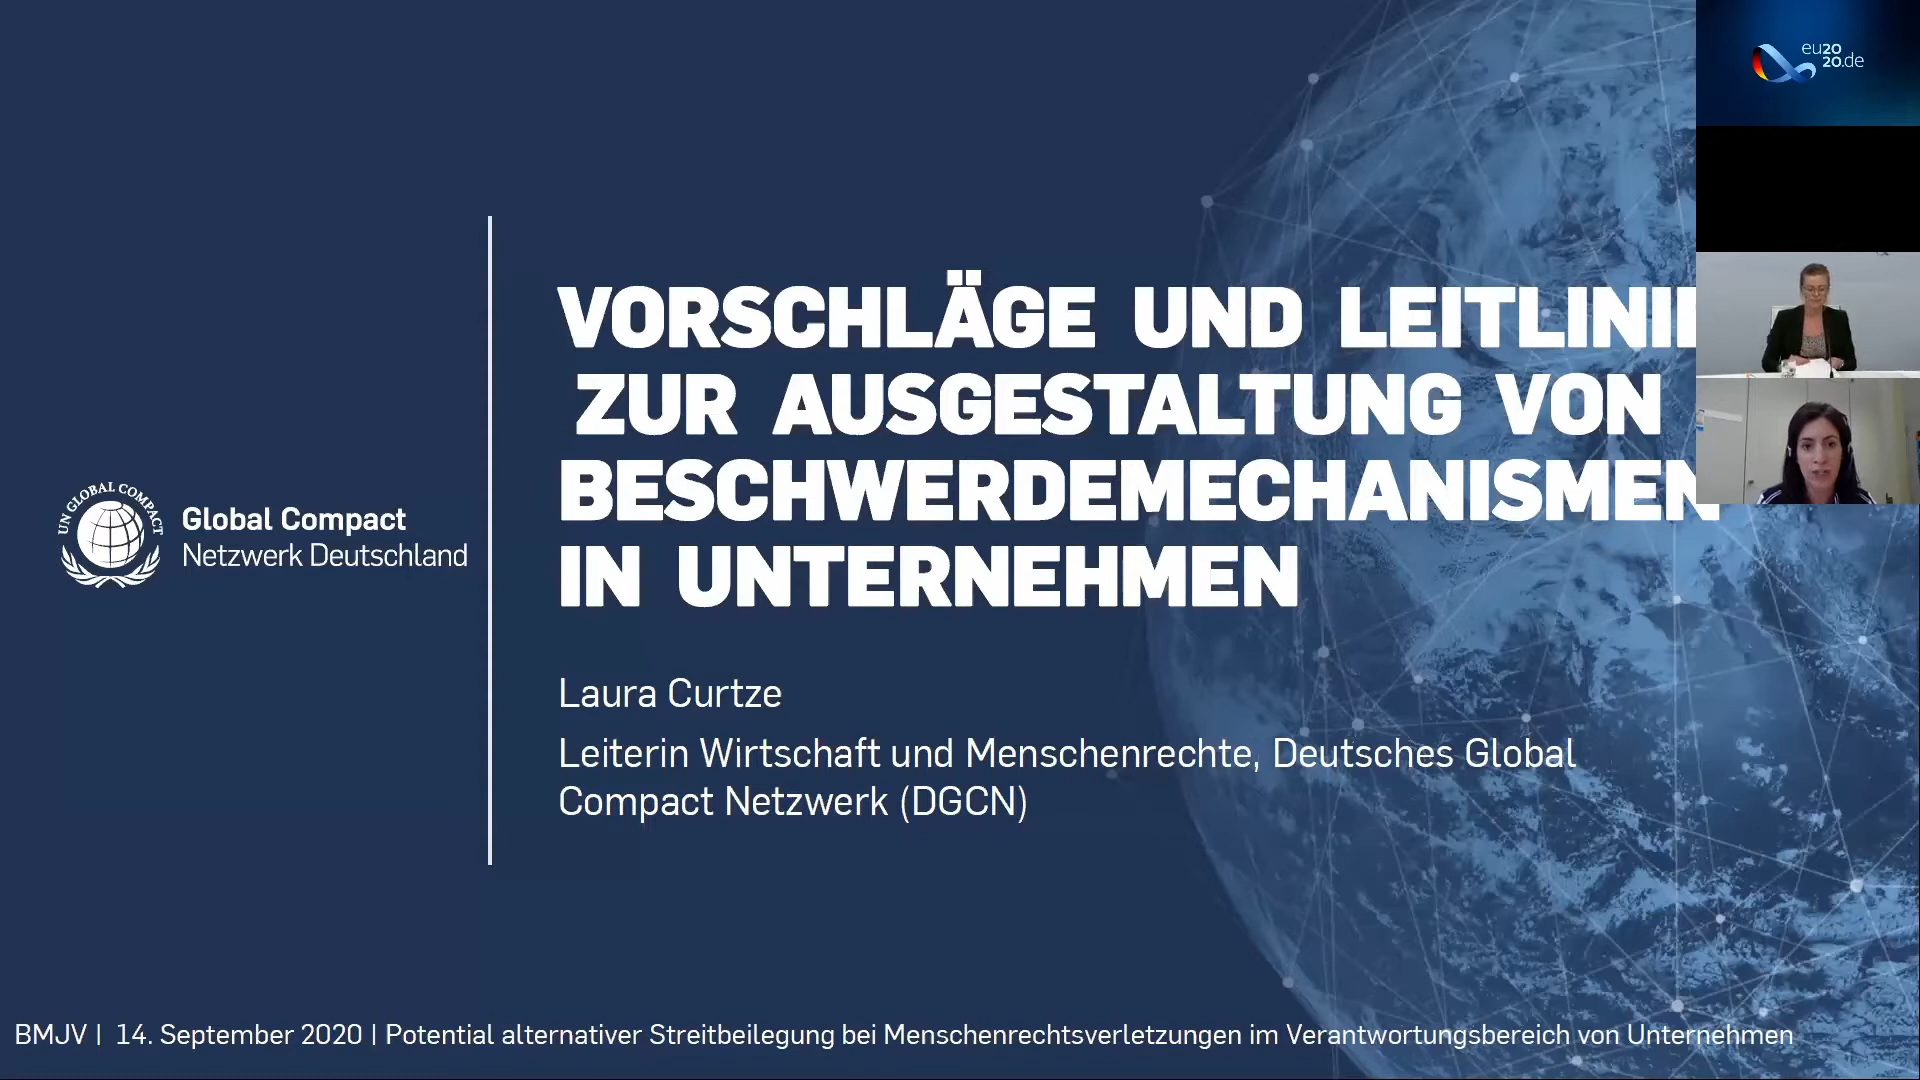 eu20
20.de
VORSCHLÄGE UND
ZUR AUSGESTALTUNG VON
BESCHWERDEMECHANISMEN
IN UNTERNEHMEN
UN GLOBAL COMPACT
Global Compact
Netzwerk Deutschland
Laura Curtze
Leiterin Wirtschaft und Menschenrechte, Deutsches Global
Compact Netzwerk (DGCN)
BMJV | 14. September 2020 | Potential alternativer Streitbeilegung bei Menschenrechtsverletzungen im Verantwortungsbereich von Unternehmen